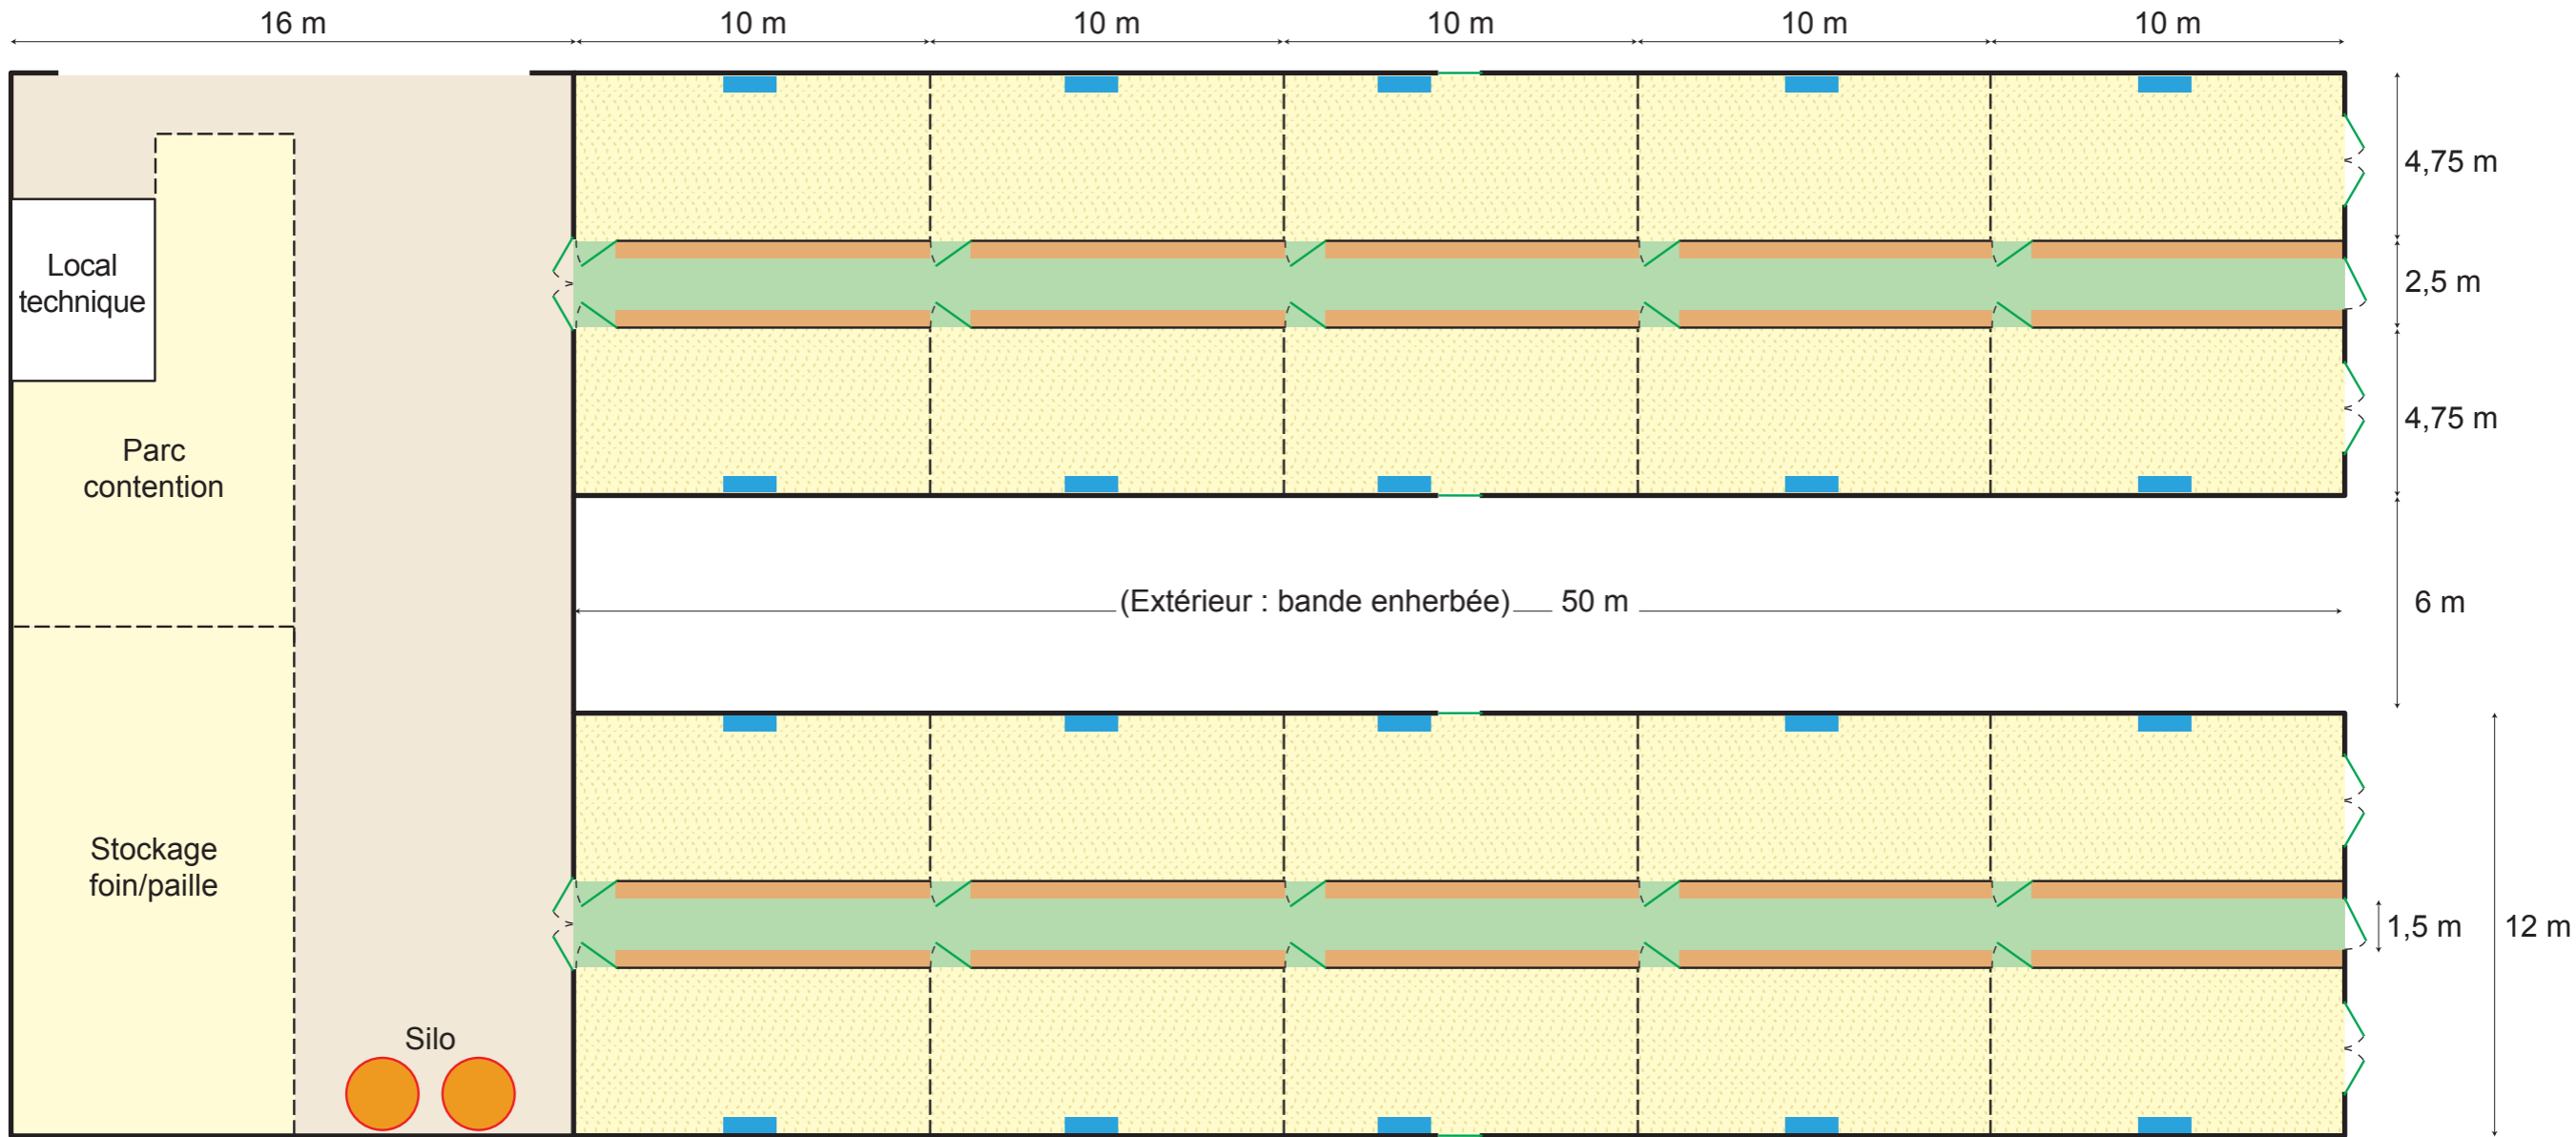 16 m
10 m
10 m
10 m
10 m
10 m
4,75 m
Local
technique
2,5 m
4,75 m
Parc
contention
(Extérieur : bande enherbée)
50 m
6 m
Stockage
foin/paille
1,5 m
12 m
Silo